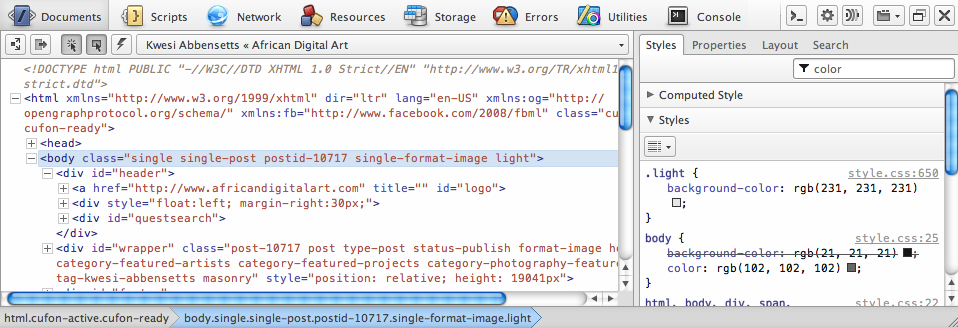 Documents Scripts Network Resources Storage Errors Utilities Console
Kwesi Abbensetts « African Digital Art
<!DOCTYPE html PUBLIC "-//W3C//DTD XHTML 1.0 Strict//EN" "http://www.w3.org/TR/xhtml1
strict.dtd">
<html xmlns="http://www.w3.org/1999/xhtml" dir="ltr" lang="en-US" xmlns:og="http://
opengraphprotocol.org/schema/" xmlns:fb="http://www.facebook.com/2008/fbml" class="cu
cufon-ready">
<head>
<body class="single single-post postid-10717 single-format-image light">
<div id="header">
<a href="http://www.africandigitalart.com" title="" id="logo">
<div style="float:left; margin-right:30px;">
<div id="questsearch">
</div>
<div id="wrapper" class="post-10717 post type-post status-publish format-image he
category-featured-artists category-featured-projects category-photography-feature
tag-kwesi-abbensetts masonry" style="position: relative; height: 19041px">
html.cufon-active.cufon-ready body.single.single-post.postid-10717.single-format-image.light
Styles Properties Layout Search
color
Computed Style
Styles
.light { style.css:650
background-color: rgb(231, 231, 231)
;
}
body { style.css:25
background-color: rgb(21, 21, 21) ;
color: rgb(102, 102, 102) ;
}
html, body, div, span, style.css:22